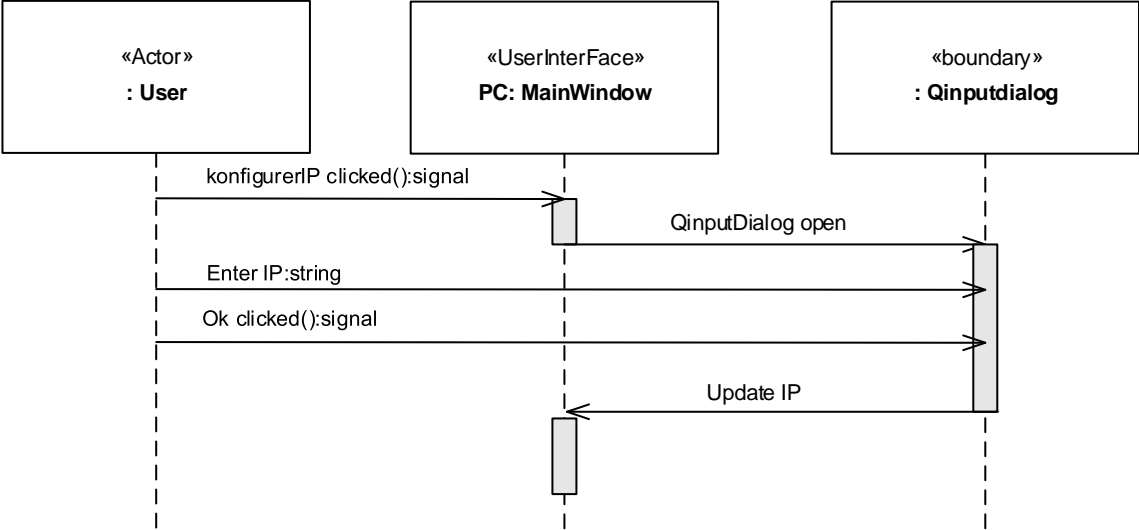 «Actor»
: User
«UserInterFace»
PC: MainWindow
«boundary»
: Qinputdialog
konfigurerIP clicked():signal
QinputDialog open
Enter IP:string
Ok clicked():signal
Update IP